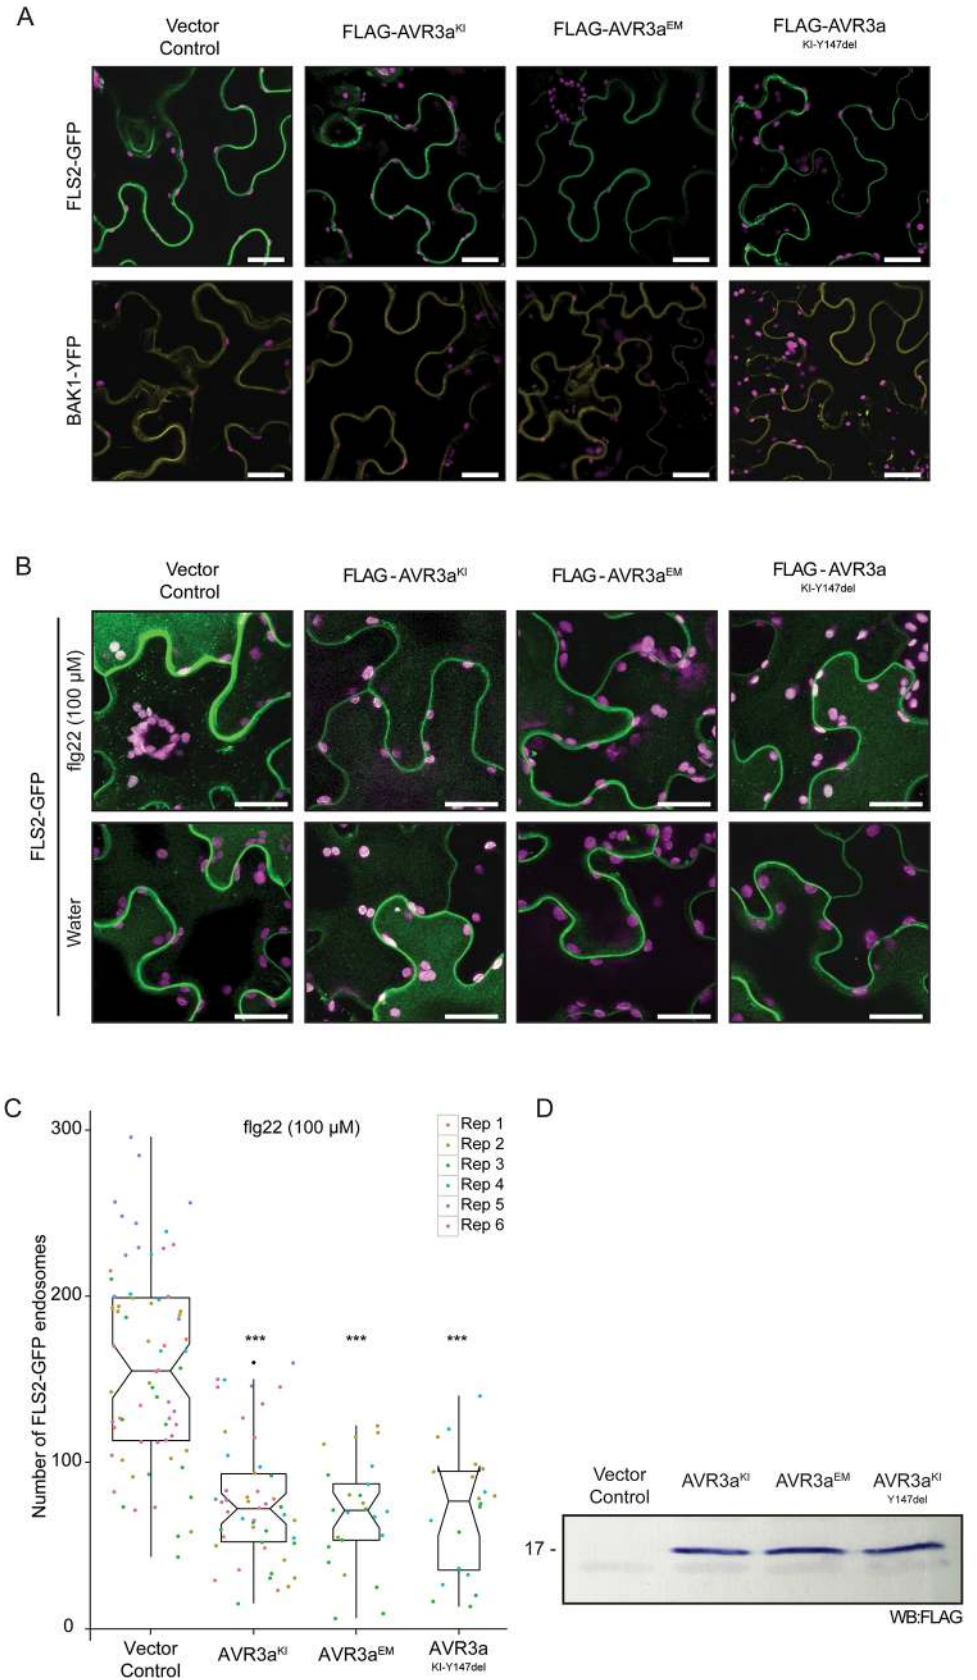 A
Vector
Control
FLAG-AVR3aKI
FLAG-AVR3aEM
FLAG-AVR3a
KI-Y147del
FLS2-GFP
BAK1-YFP
B
Vector
Control
FLAG-AVR3aKI
FLAG-AVR3aEM
FLAG-AVR3a
KI-Y147del
FLS2-GFP
flg22 (100 μM)
Water
C
flg22 (100 μM)
Rep 1
Rep 2
Rep 3
Rep 4
Rep 5
Rep 6
Number of FLS2-GFP endosomes
300
200
100
0
*** *** ***
Vector
Control
AVR3aKI
AVR3aEM
AVR3a
KI-Y147del
D
Vector
Control
AVR3aKI
AVR3aEM
AVR3aKI
Y147del
17 -
WB:FLAG